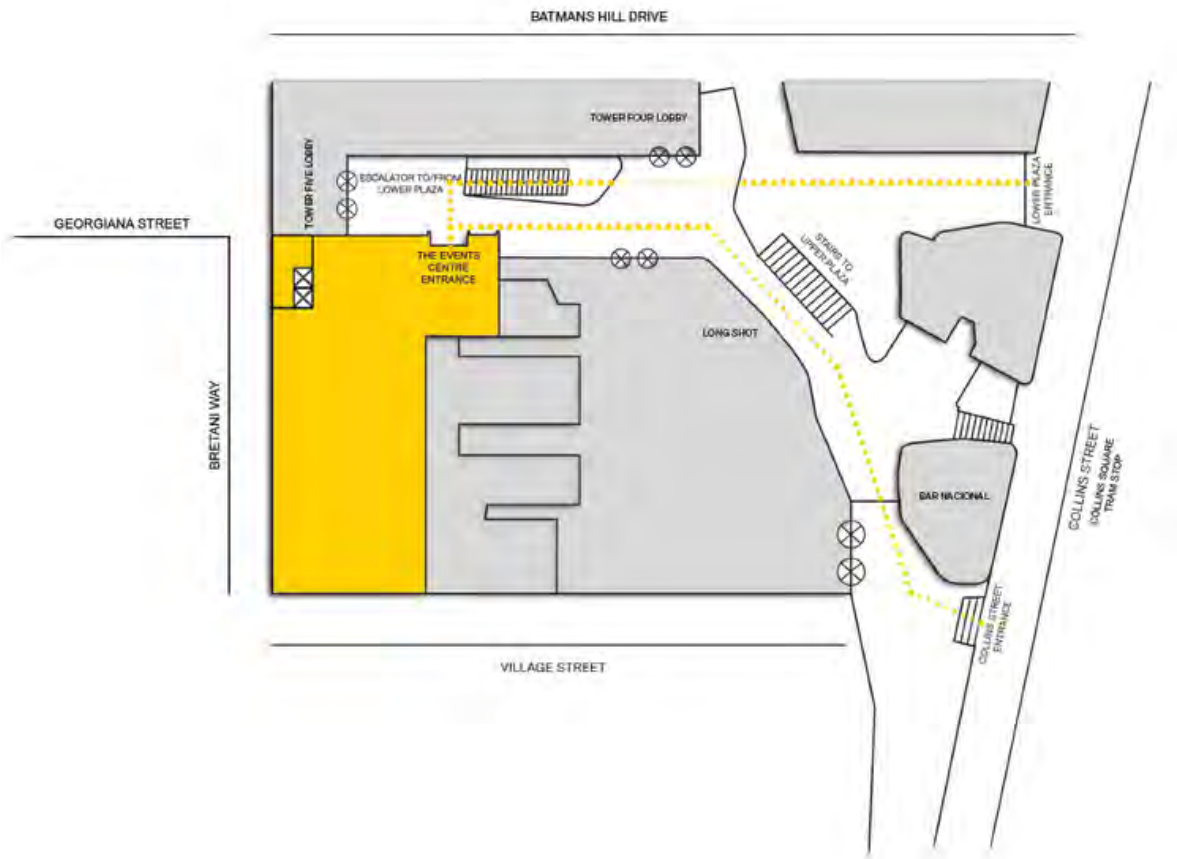 BATMANS HILL DRIVE
TOWER FOUR LOBBY
TOWER FIVE LOBBY
ESCALATOR TO/FROM
LOWER PLAZA
LOWER PLAZA
ENTRANCE
GEORGIANA STREET
THE EVENTS
CENTRE
ENTRANCE
STAIRS TO
UPPER PLAZA
LONG SHOT
BRETANI WAY
BAR NACIONAL
COLLINS STREET
COLLINS SQUARE
TRAM STOP
COLLINS STREET
ENTRANCE
VILLAGE STREET